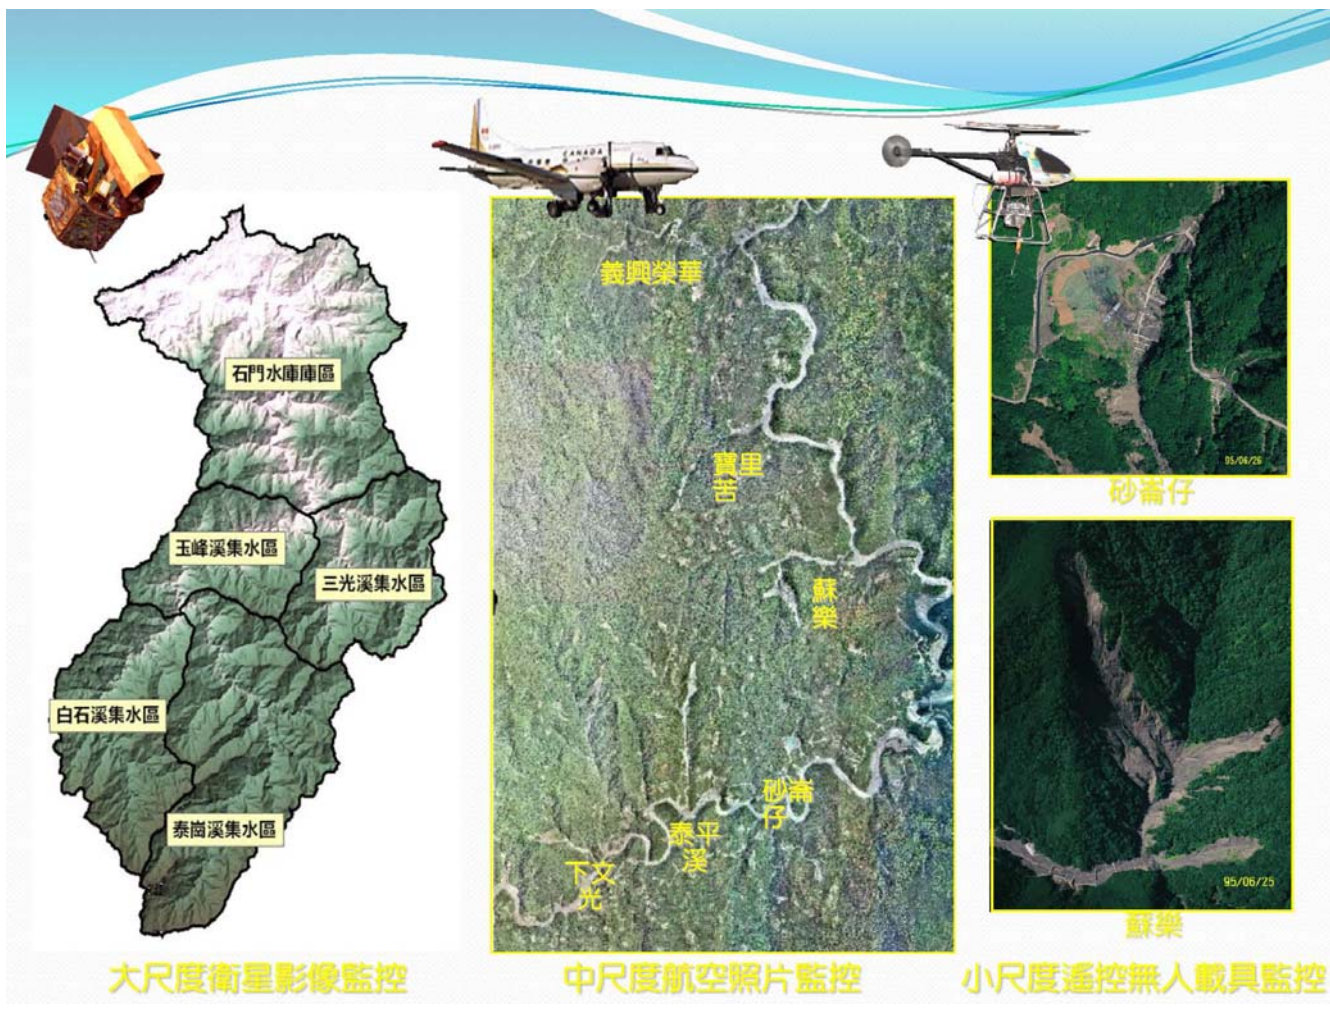 CANADA
義興榮華
石門水庫庫區
寶里
苦
95/06/26
砂崙仔
玉峰溪集水區
三光溪集水區
蘇
樂
白石溪集水區
砂崙
仔
泰平
溪
泰崗溪集水區
下文
光
95/06/25
蘇樂
大尺度衛星影像監控
中尺度航空照片監控
小尺度遙控無人載具監控